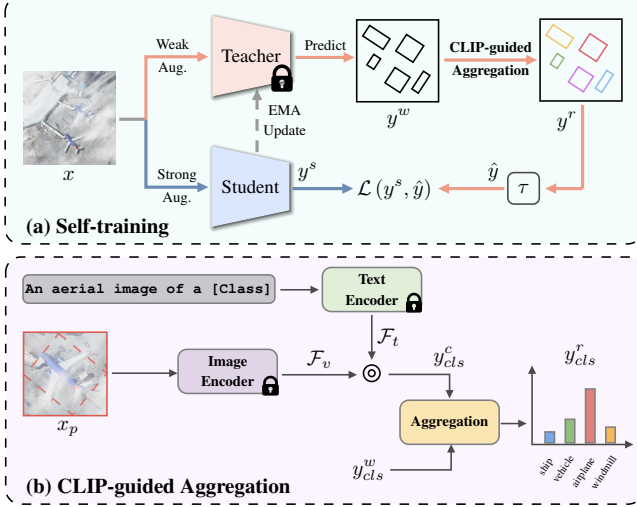 Weak
Aug.
Teacher
Predict
CLIP-guided
Aggregation
y^w
y^r
EMA
Update
x
Strong
Aug.
Student
y^s
ℒ (y^s, ŷ)
ŷ
τ
(a) Self-training
An aerial image of a [Class]
Text
Encoder
ℱ_t
Image
Encoder
ℱ_v
x_p
y^c_cls
y^r_cls
Aggregation
y^w_cls
ship
vehicle
airplane
windmill
(b) CLIP-guided Aggregation